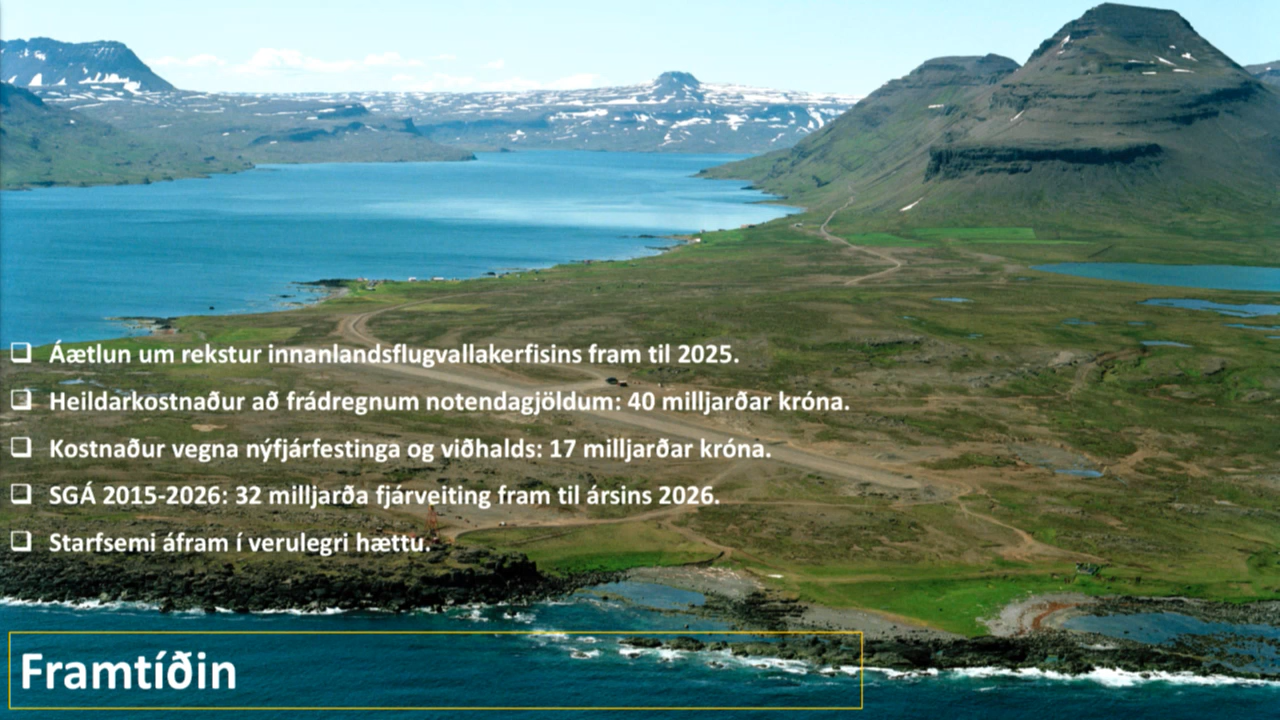 ❑ Áætlun um rekstur innanlandsflugvallakerfisins fram til 2025.
❑ Heildarkostnaður að frádregnum notendagjöldum: 40 milljarðar króna.
❑ Kostnaður vegna nýfjárfestinga og viðhalds: 17 milljarðar króna.
❑ SGÁ 2015-2026: 32 milljarða fjárveiting fram til ársins 2026.
❑ Starfsemi áfram í verulegri hættu.
Framtíðin